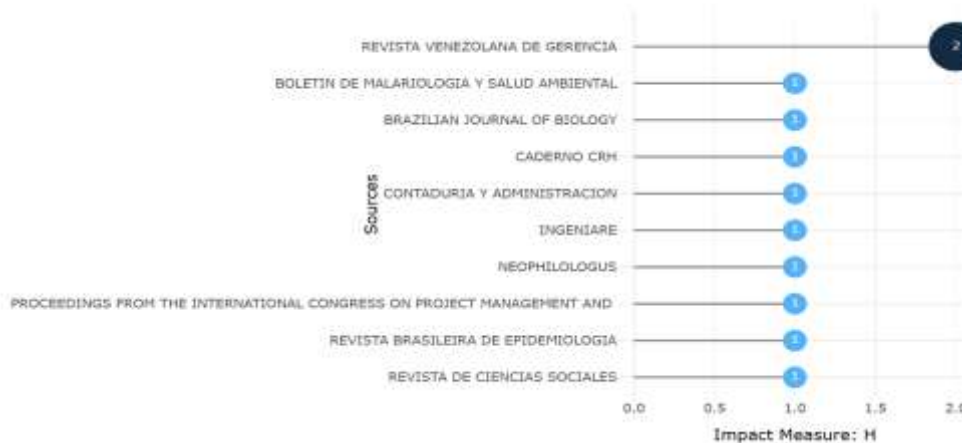 REVISTA VENEZOLANA DE GERENCIA
2
BOLETIN DE MALARIOLOGIA Y SALUD AMBIENTAL
1
BRAZILIAN JOURNAL OF BIOLOGY
1
CADERNO CRH
1
Sources
CONTADURIA Y ADMINISTRACION
1
INGENIARE
1
NEOPHILOLOGUS
1
PROCEEDINGS FROM THE INTERNATIONAL CONGRESS ON PROJECT MANAGEMENT AND
1
REVISTA BRASILEIRA DE EPIDEMIOLOGIA
1
REVISTA DE CIENCIAS SOCIALES
1
0.0 0.5 1.0 1.5 2.0
Impact Measure: H